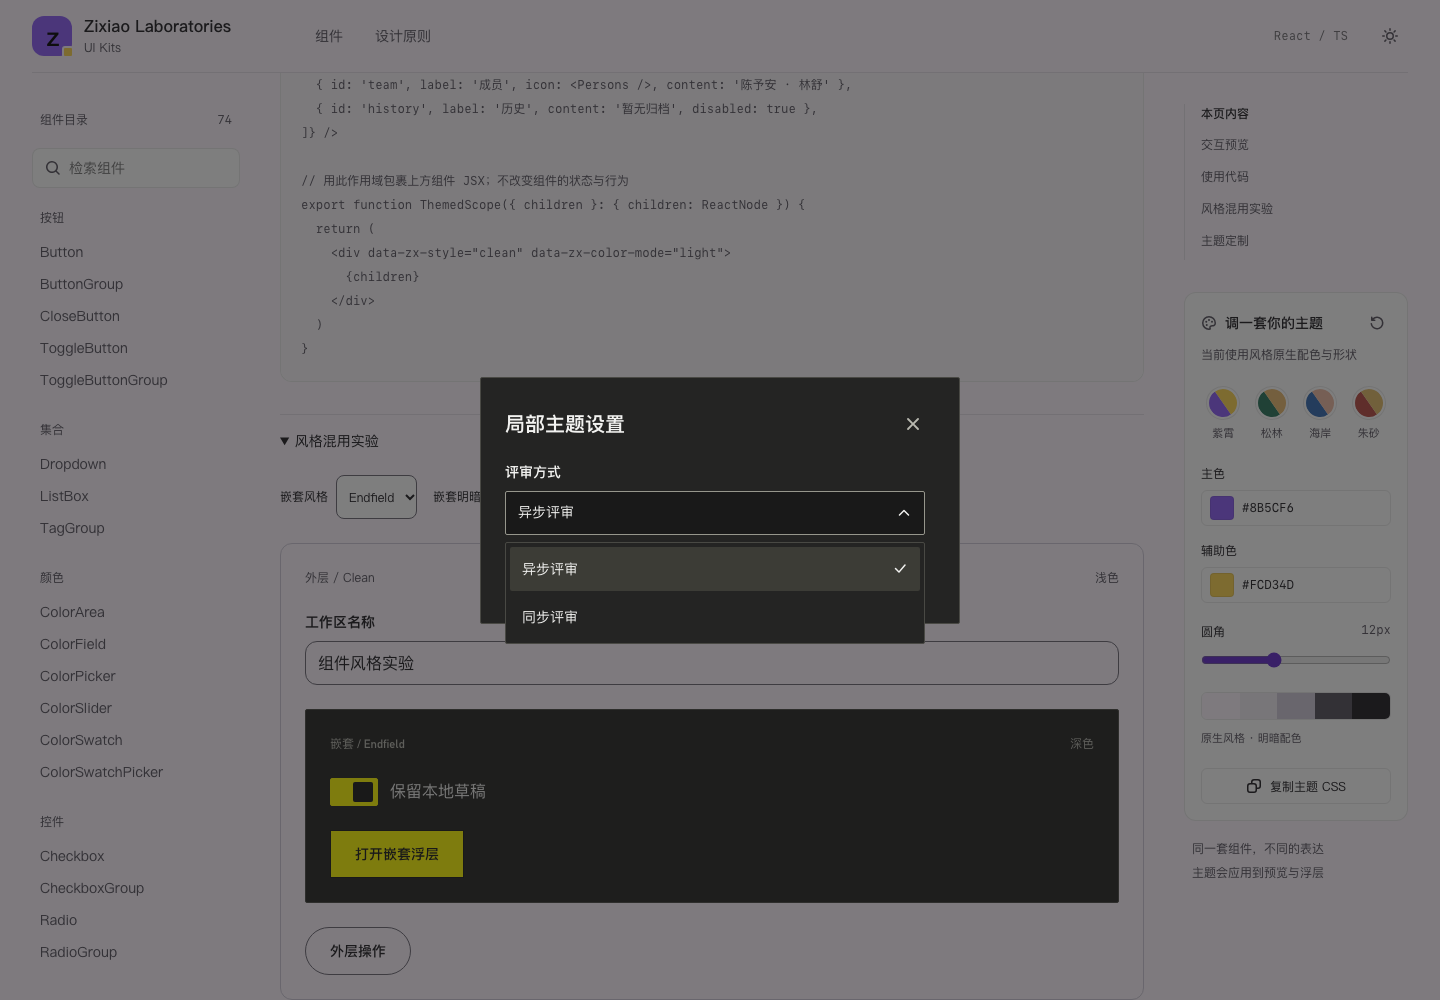 Zixiao Laboratories
UI Kits
组件
设计原则
React / TS
组件目录
74
检索组件
按钮
Button
ButtonGroup
CloseButton
ToggleButton
ToggleButtonGroup
集合
Dropdown
ListBox
TagGroup
颜色
ColorArea
ColorField
ColorPicker
ColorSlider
ColorSwatch
ColorSwatchPicker
控件
Checkbox
CheckboxGroup
Radio
RadioGroup
{ id: 'team', label: '成员', icon: <Persons />, content: '陈予安 · 林舒' },
{ id: 'history', label: '历史', content: '暂无归档', disabled: true },
]} />
// 用此作用域包裹上方组件 JSX；不改变组件的状态与行为
export function ThemedScope({ children }: { children: ReactNode }) {
return (
<div data-zx-style="clean" data-zx-color-mode="light">
{children}
</div>
)
}
风格混用实验
嵌套风格
Endfield
嵌套明暗
局部主题设置
评审方式
异步评审
异步评审
同步评审
外层 / Clean
浅色
工作区名称
组件风格实验
嵌套 / Endfield
深色
保留本地草稿
打开嵌套浮层
外层操作
本页内容
交互预览
使用代码
风格混用实验
主题定制
调一套你的主题
当前使用风格原生配色与形状
紫霄
松林
海岸
朱砂
主色
#8B5CF6
辅助色
#FCD34D
圆角
12px
原生风格 · 明暗配色
复制主题 CSS
同一套组件，不同的表达
主题会应用到预览与浮层